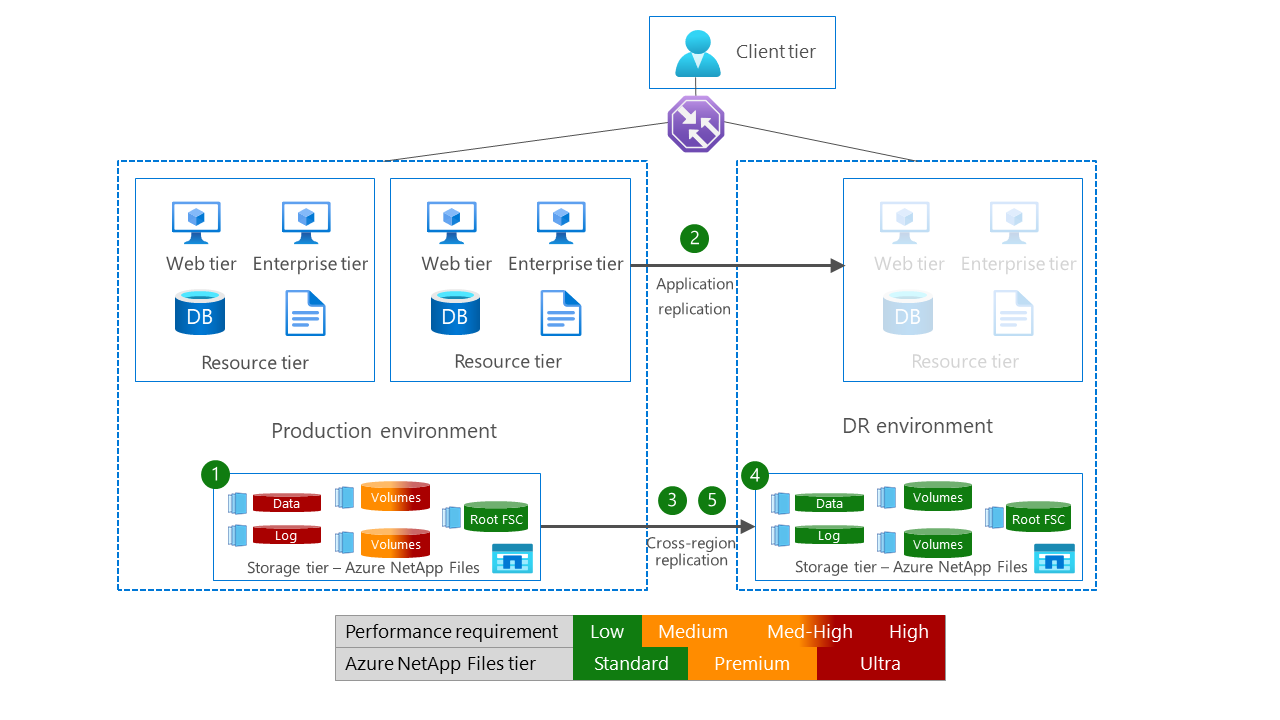 Client tier
Web tier
Enterprise tier
DB
Resource tier
Web tier
Enterprise tier
DB
Resource tier
2
Application
replication
Web tier
Enterprise tier
DB
Resource tier
Production environment
DR environment
1
Data
Log
Volumes
Volumes
Root FSC
Storage tier – Azure NetApp Files
3
5
Cross-region
replication
4
Data
Log
Volumes
Volumes
Root FSC
Storage tier – Azure NetApp Files
Performance requirement Low Medium Med-High High
Azure NetApp Files tier Standard Premium Ultra